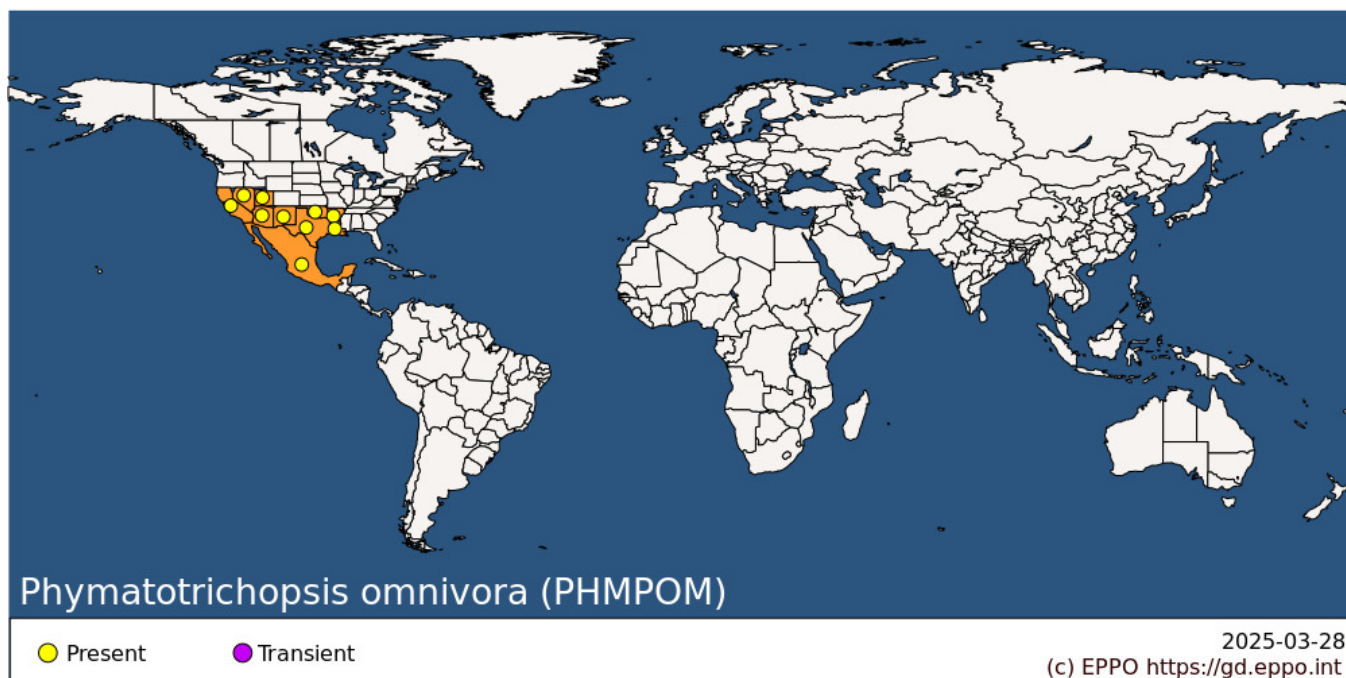 Phymatotrichopsis omnivora (PHMPOM)
Present
Transient
2025-03-28
(c) EPPO https://gd.eppo.int